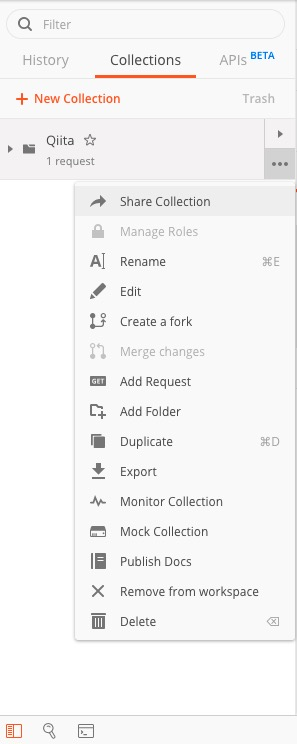 Filter
History Collections APIs BETA
+ New Collection Trash
Qiita
1 request
Share Collection
Manage Roles
Rename ⌘E
Edit
Create a fork
Merge changes
GET Add Request
Add Folder
Duplicate ⌘D
Export
Monitor Collection
Mock Collection
Publish Docs
Remove from workspace
Delete ⌫